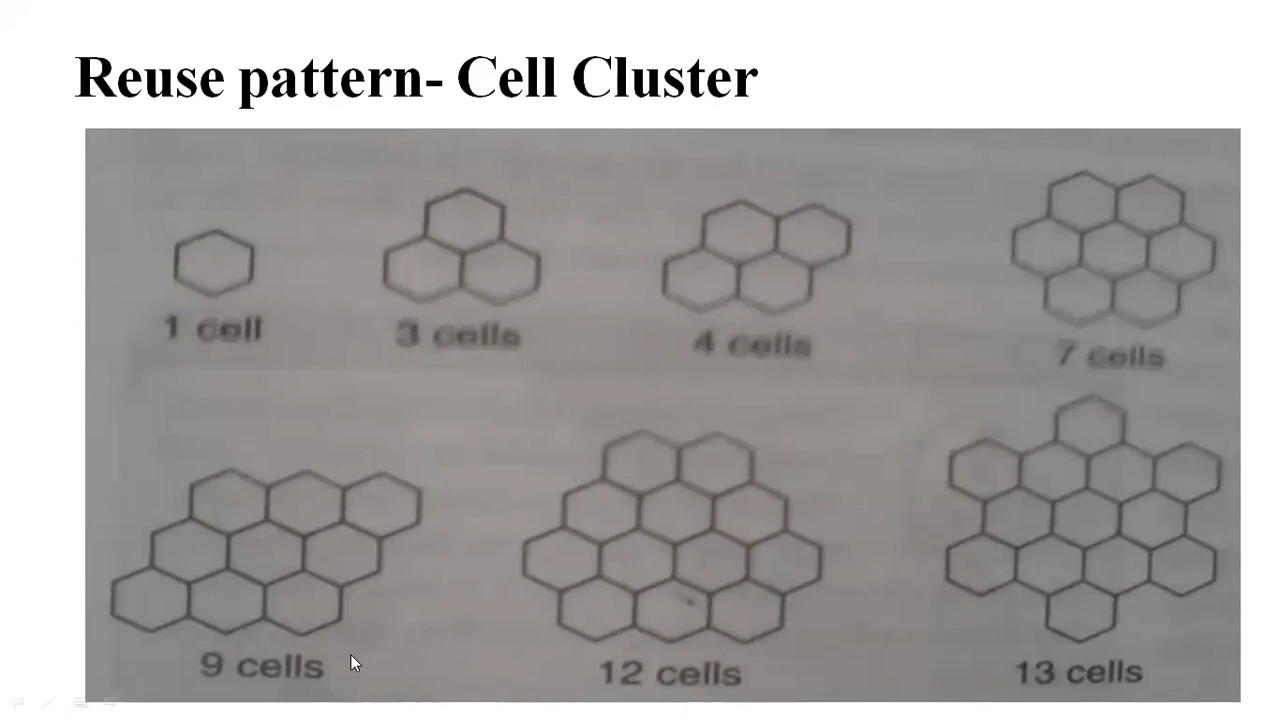 Reuse pattern- Cell Cluster
1 cell
3 cells
4 cells
7 cells
9 cells
12 cells
13 cells